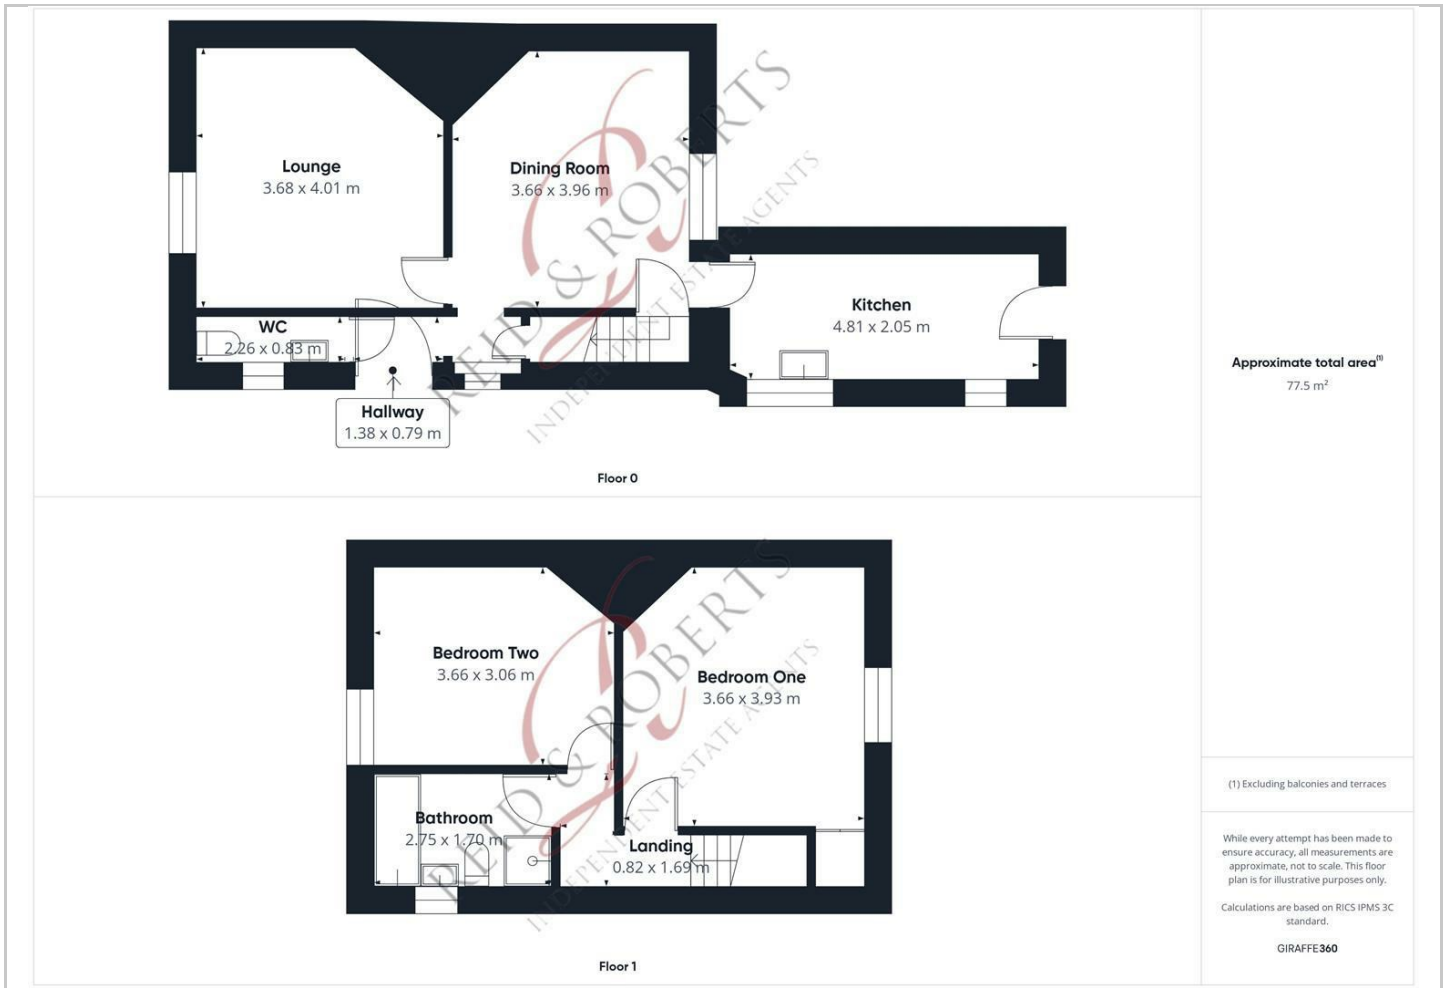 Lounge
3.68 x 4.01 m
Dining Room
3.66 x 3.96 m
Kitchen
4.81 x 2.05 m
WC
2.26 x 0.83 m
Hallway
1.38 x 0.79 m
Floor 0
REID & ROBERTS
INDEPENDENT ESTATE AGENTS
Approximate total area(1)
77.5 m²
Bedroom Two
3.66 x 3.06 m
Bedroom One
3.66 x 3.93 m
Bathroom
2.75 x 1.70 m
Landing
0.82 x 1.69 m
Floor 1
REID & ROBERTS
INDEPENDENT ESTATE AGENTS
(1) Excluding balconies and terraces
While every attempt has been made to
ensure accuracy, all measurements are
approximate, not to scale. This floor
plan is for illustrative purposes only.
Calculations are based on RICS IPMS 3C
standard.
GIRAFFE360